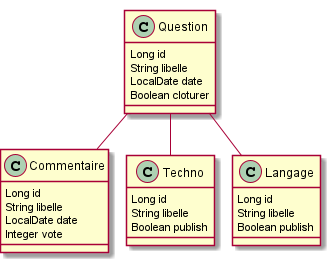 C Question
Long id
String libelle
LocalDate date
Boolean cloturer
C Commentaire
Long id
String libelle
LocalDate date
Integer vote
C Techno
Long id
String libelle
Boolean publish
C Langage
Long id
String libelle
Boolean publish